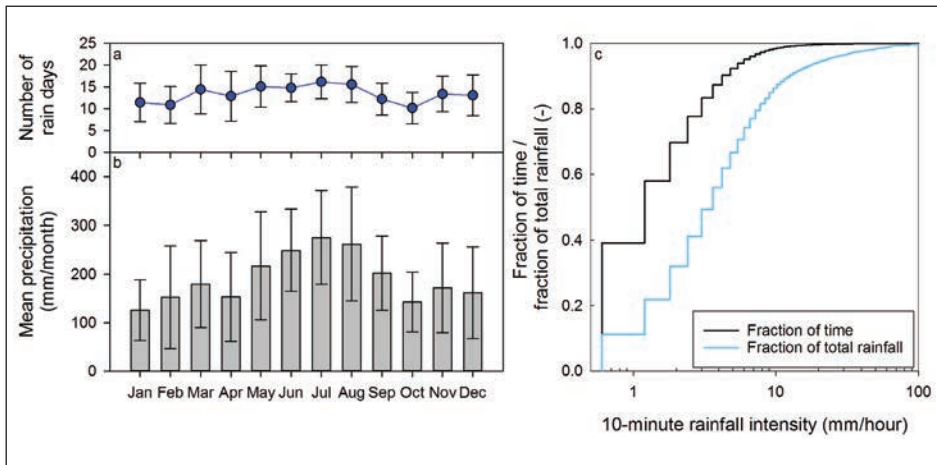 a
Number of
rain days
25
20
15
10
5
0
b
Mean precipitation
(mm/month)
400
300
200
100
0
Jan Feb Mar Apr May Jun Jul Aug Sep Oct Nov Dec
c
Fraction of time /
fraction of total rainfall (-)
1.0
0.8
0.6
0.4
0.2
0.0
Fraction of time
Fraction of total rainfall
1 10 100
10-minute rainfall intensity (mm/hour)